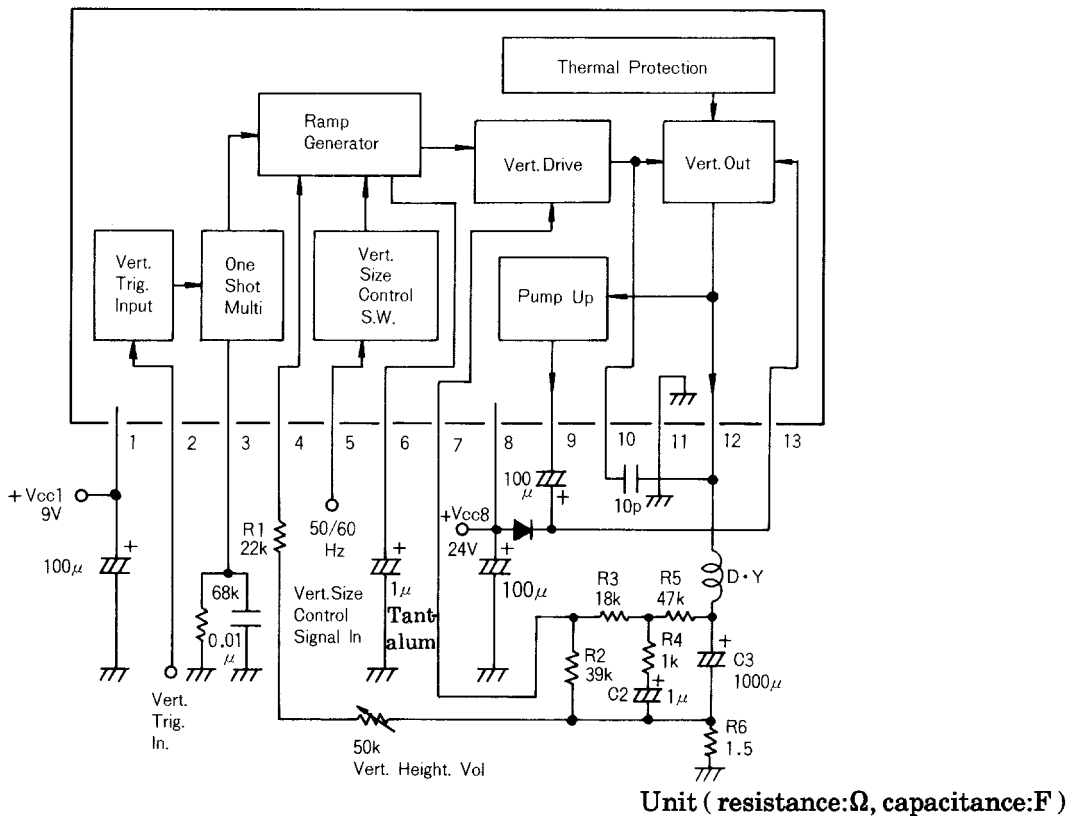 Thermal Protection
Ramp
Generator
Vert.Drive
Vert.Out
Vert.
Trig.
Input
One
Shot
Multi
Vert.
Size
Control
S.W.
Pump Up
1
2
3
4
5
6
7
8
9
10
11
12
13
+Vcc1
9V
100μ
+
68k
0.01
μ
Vert.
Trig.
In.
R1
22k
50/60
Hz
Vert.Size
Control
Signal In
+
1μ
Tant-
alum
+Vcc8
24V
+
100μ
100
μ
+
10p
D·Y
R3
18k
R5
47k
R2
39k
R4
1k
+
C2
1μ
+
C3
1000μ
R6
1.5
50k
Vert. Height. Vol
Unit ( resistance:Ω, capacitance:F )